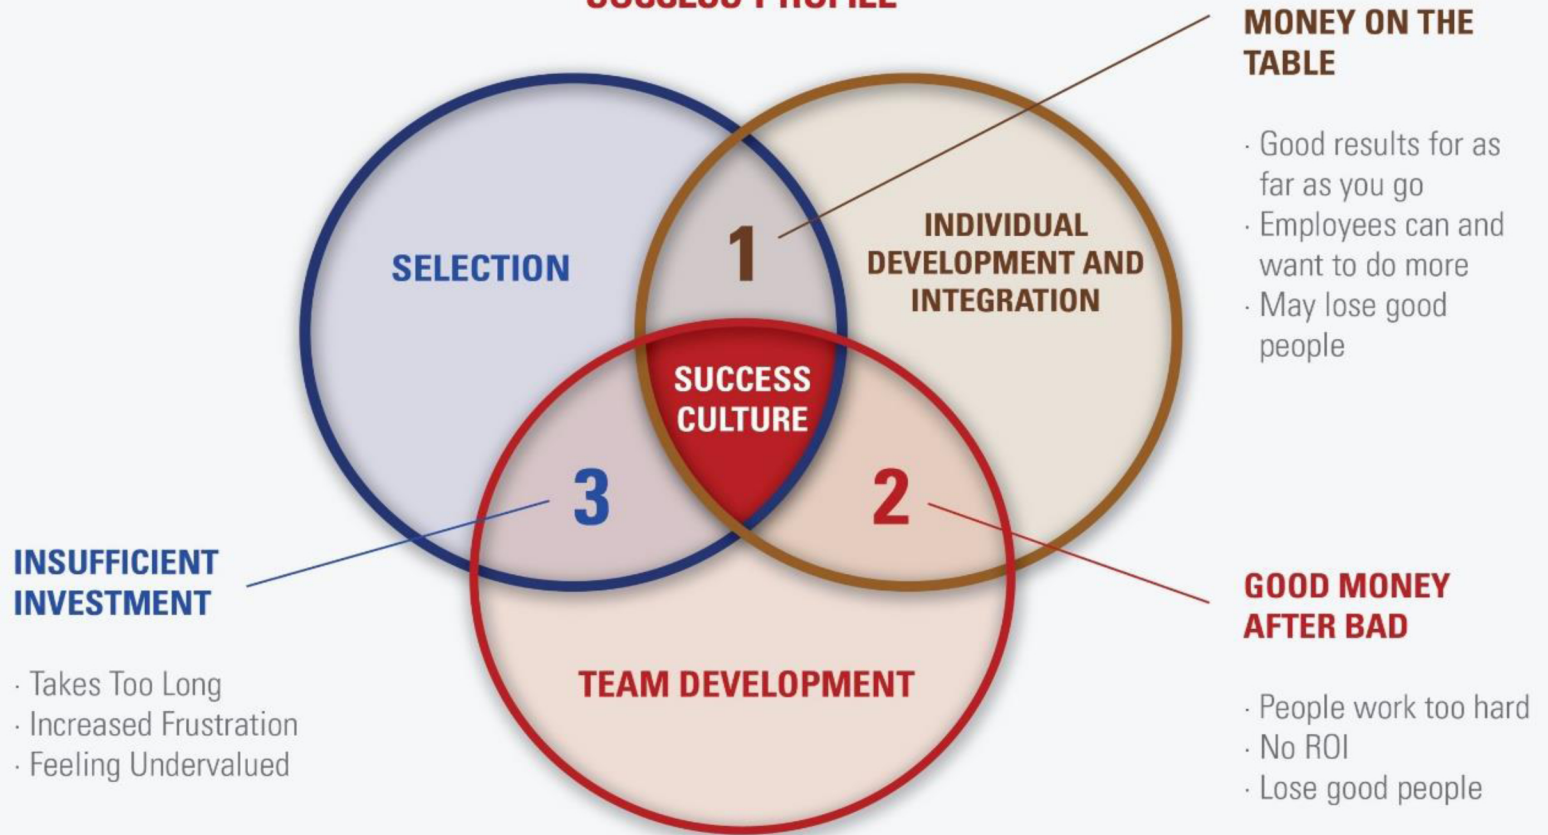 SUCCESS PROFILE
MONEY ON THE
TABLE
· Good results for as
far as you go
· Employees can and
want to do more
· May lose good
people
SELECTION
1
INDIVIDUAL
DEVELOPMENT AND
INTEGRATION
SUCCESS
CULTURE
3
2
INSUFFICIENT
INVESTMENT
· Takes Too Long
· Increased Frustration
· Feeling Undervalued
TEAM DEVELOPMENT
GOOD MONEY
AFTER BAD
· People work too hard
· No ROI
· Lose good people